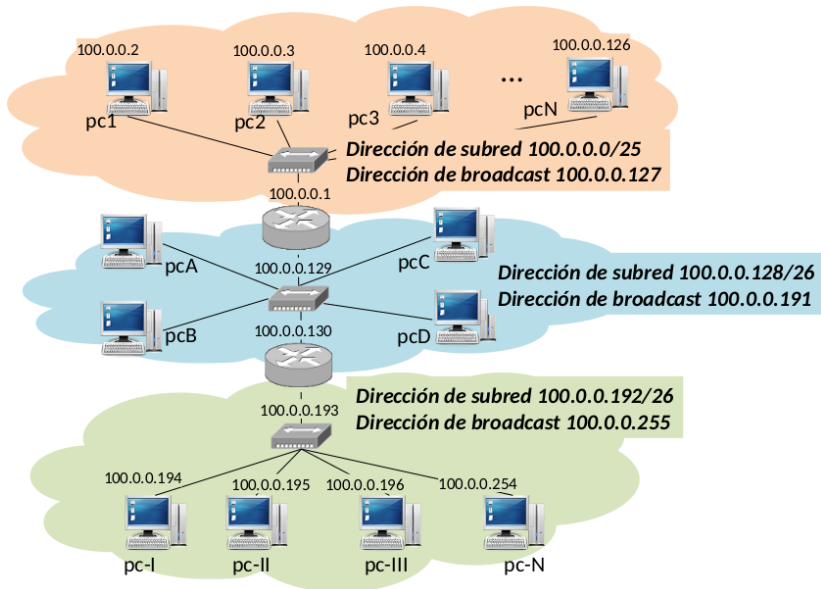 100.0.0.2
100.0.0.3
100.0.0.4
...
100.0.0.126
pc1
pc2
pc3
pcN
Dirección de subred 100.0.0.0/25
Dirección de broadcast 100.0.0.127
100.0.0.1
pcA
100.0.0.129
pcC
Dirección de subred 100.0.0.128/26
Dirección de broadcast 100.0.0.191
pcB
100.0.0.130
pcD
Dirección de subred 100.0.0.192/26
Dirección de broadcast 100.0.0.255
100.0.0.193
100.0.0.194
100.0.0.195
100.0.0.196
100.0.0.254
pc-I
pc-II
pc-III
pc-N